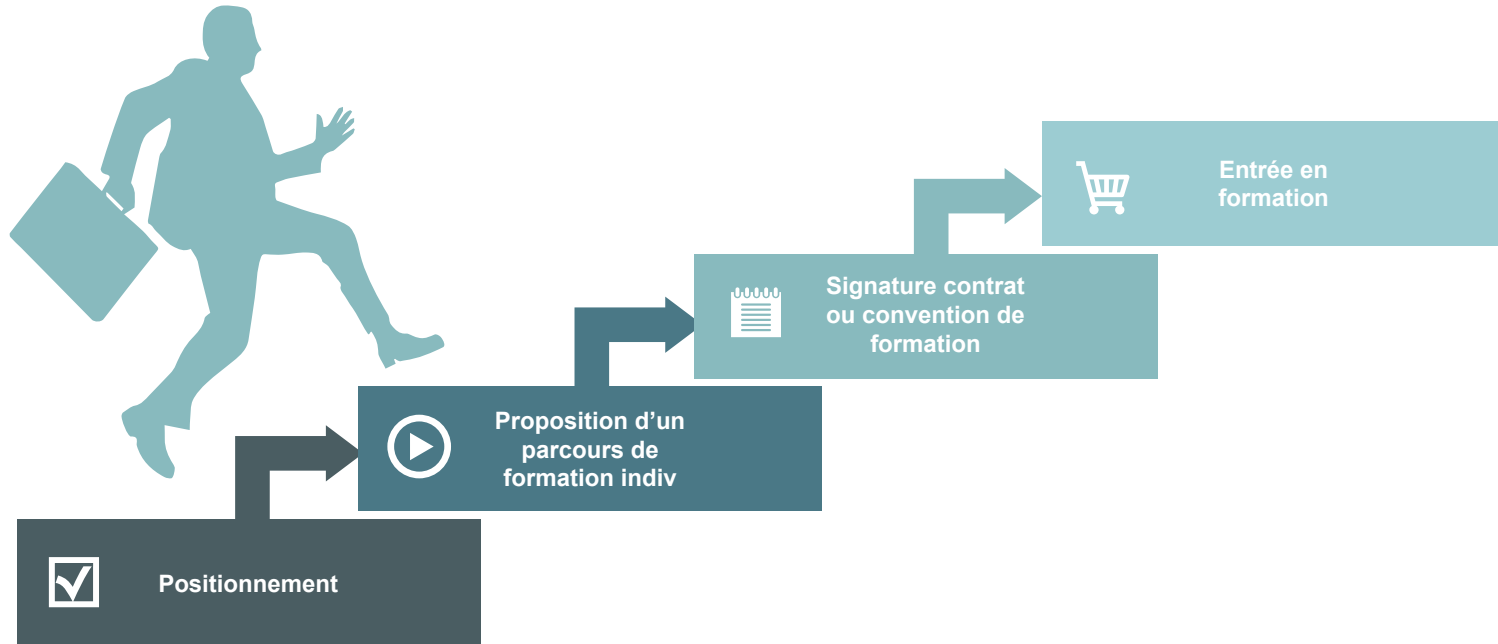 Entrée en
formation
Signature contrat
ou convention de
formation
Proposition d’un
parcours de
formation indiv
Positionnement